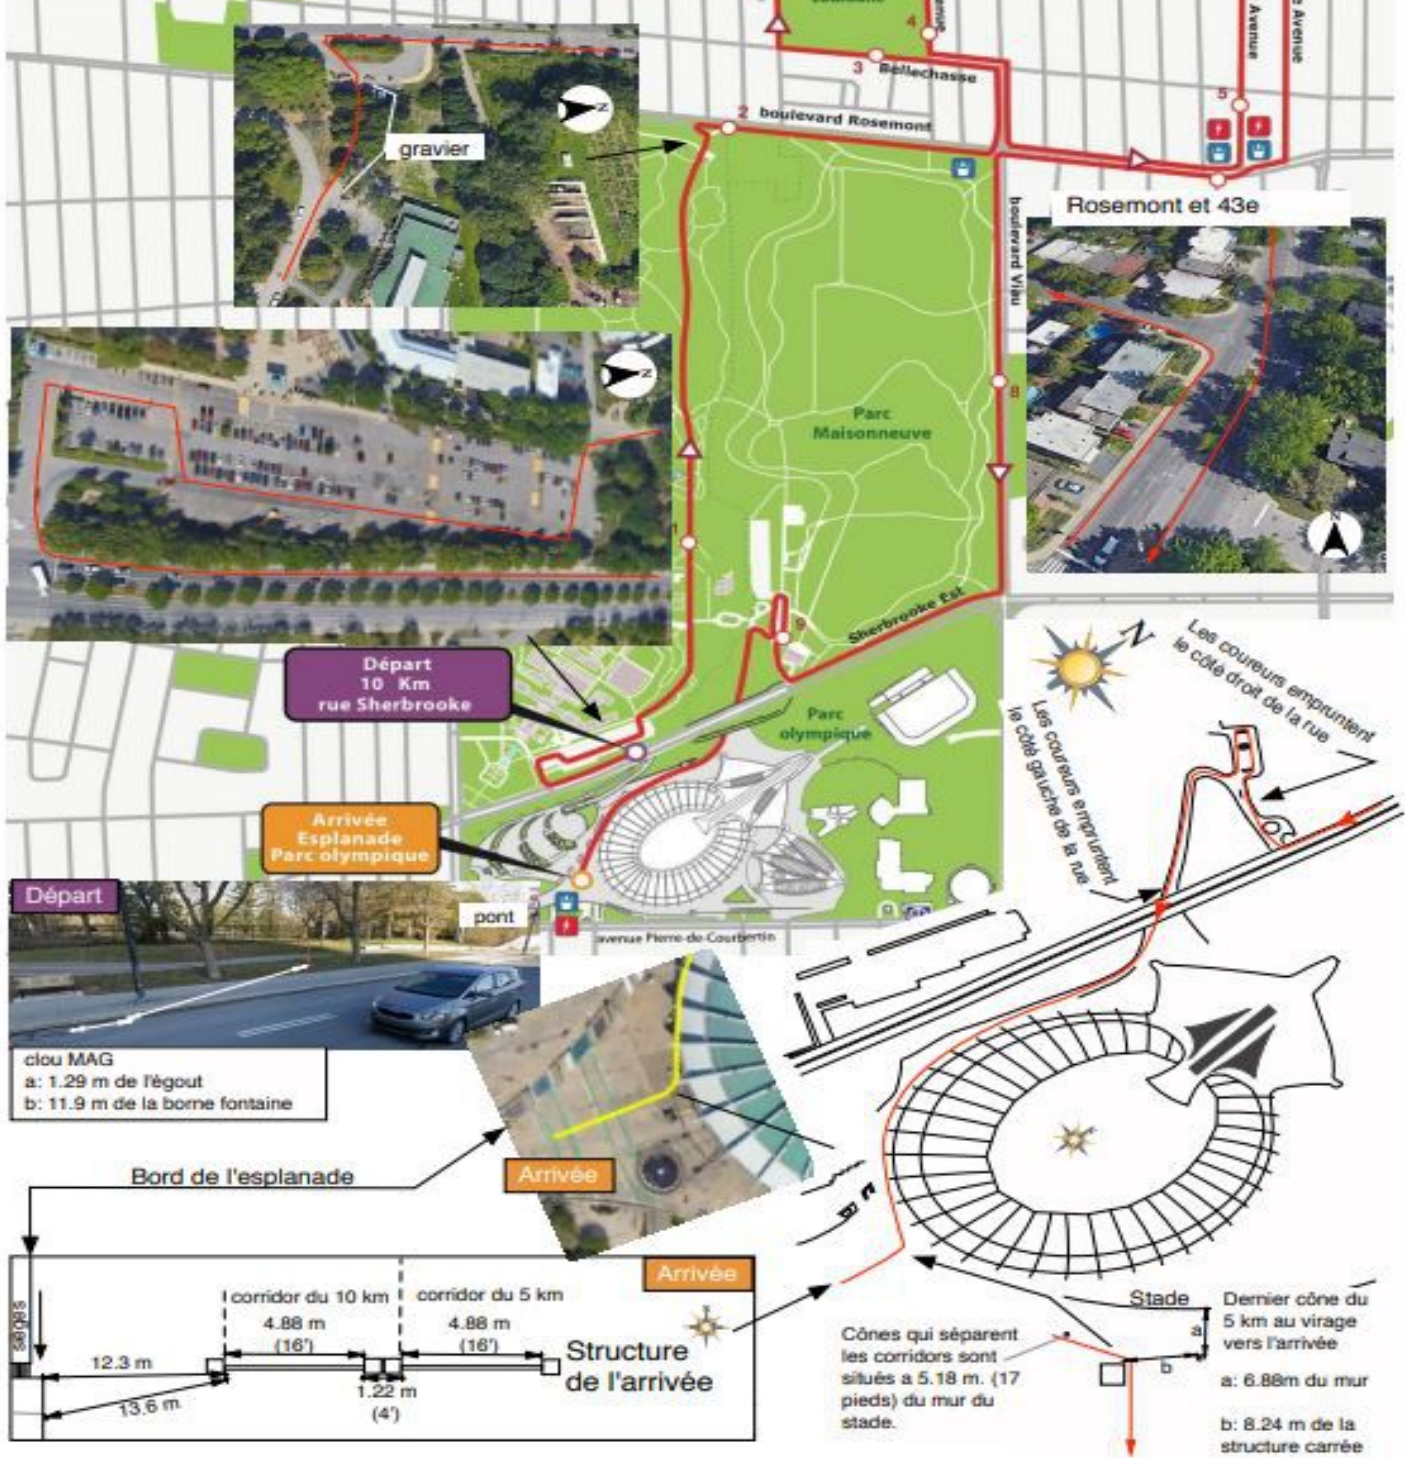 4
3
Bellechasse
Avenue
Avenue
5
2
boulevard Rosemont
gravier
N
Rosemont et 43e
boulevard Viau
8
Parc
Maisonneuve
N
1
9
Sherbrooke Est
Départ
10 Km
rue Sherbrooke
Parc
olympique
N
Les coureurs empruntent
le côté droit de la rue
Les coureurs empruntent
le côté gauche de la rue
Arrivée
Esplanade
Parc olympique
Départ
pont
avenue Pierre-de-Courbertin
clou MAG
a: 1.29 m de l'égout
b: 11.9 m de la borne fontaine
Bord de l'esplanade
Arrivée
Arrivée
sièges
corridor du 10 km
corridor du 5 km
4.88 m
(16')
4.88 m
(16')
12.3 m
13.6 m
1.22 m
(4')
Structure
de l'arrivée
Cônes qui séparent
les corridors sont
situés a 5.18 m. (17
pieds) du mur du
stade.
Stade
a
b
Dernier cône du
5 km au virage
vers l'arrivée
a: 6.88m du mur
b: 8.24 m de la
structure carrée